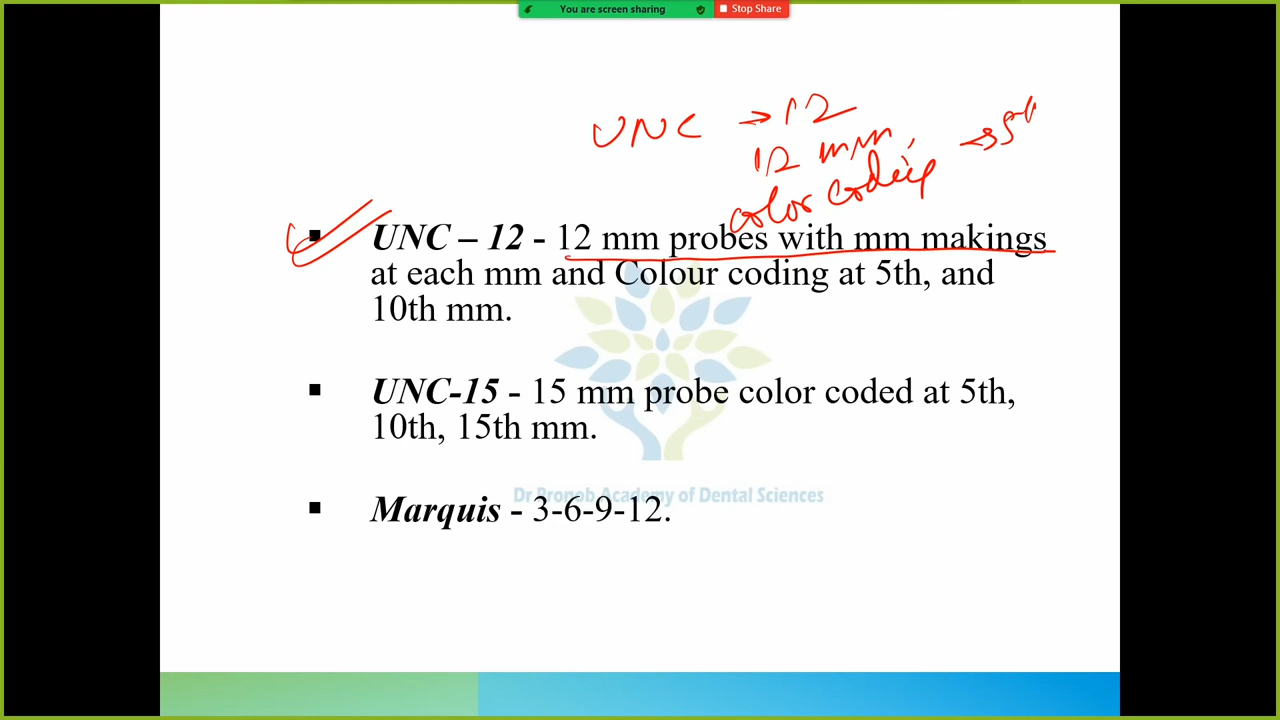 You are screen sharing
Stop Share
UNC → 12
12 mm,
color coding → 5th
▪ UNC – 12 - 12 mm probes with mm makings
at each mm and Colour coding at 5th, and
10th mm.
▪ UNC-15 - 15 mm probe color coded at 5th,
10th, 15th mm.
Dr Pronob Academy of Dental Sciences
▪ Marquis - 3-6-9-12.